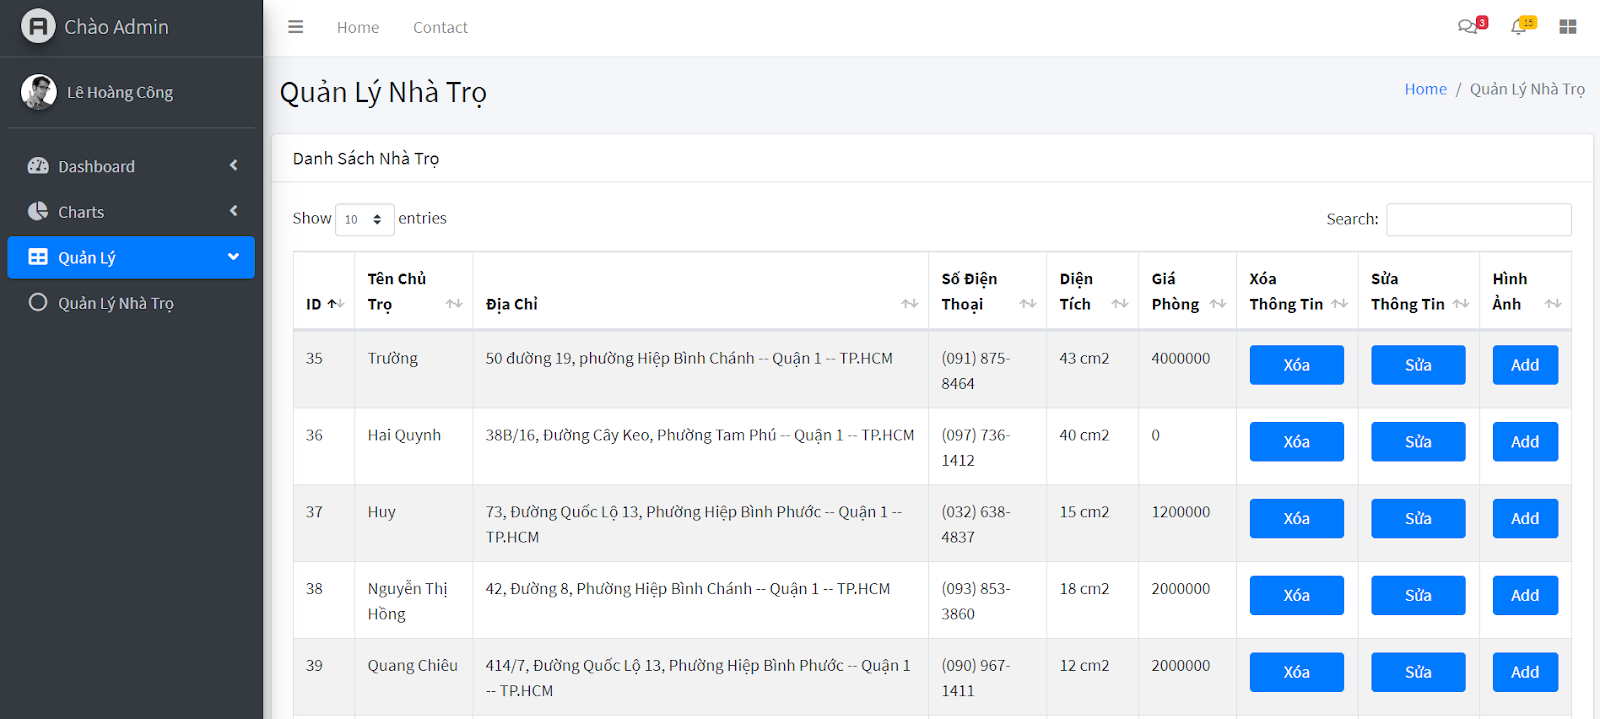 Chào Admin
Home
Contact
3
15
Lê Hoàng Công
Quản Lý Nhà Trọ
Home / Quản Lý Nhà Trọ
Dashboard
Charts
Quản Lý
Quản Lý Nhà Trọ
Danh Sách Nhà Trọ
Show 10 entries
Search:
ID
Tên Chủ
Trọ
Địa Chỉ
Số Điện
Thoại
Diện
Tích
Giá
Phòng
Xóa
Thông Tin
Sửa
Thông Tin
Hình
Ảnh
35
Trường
50 đường 19, phường Hiệp Bình Chánh -- Quận 1 -- TP.HCM
(091) 875-
8464
43 cm2
4000000
Xóa
Sửa
Add
36
Hai Quynh
38B/16, Đường Cây Keo, Phường Tam Phú -- Quận 1 -- TP.HCM
(097) 736-
1412
40 cm2
0
Xóa
Sửa
Add
37
Huy
73, Đường Quốc Lộ 13, Phường Hiệp Bình Phước -- Quận 1 --
TP.HCM
(032) 638-
4837
15 cm2
1200000
Xóa
Sửa
Add
38
Nguyễn Thị
Hồng
42, Đường 8, Phường Hiệp Bình Chánh -- Quận 1 -- TP.HCM
(093) 853-
3860
18 cm2
2000000
Xóa
Sửa
Add
39
Quang Chiêu
414/7, Đường Quốc Lộ 13, Phường Hiệp Bình Phước -- Quận 1
-- TP.HCM
(090) 967-
1411
12 cm2
2000000
Xóa
Sửa
Add